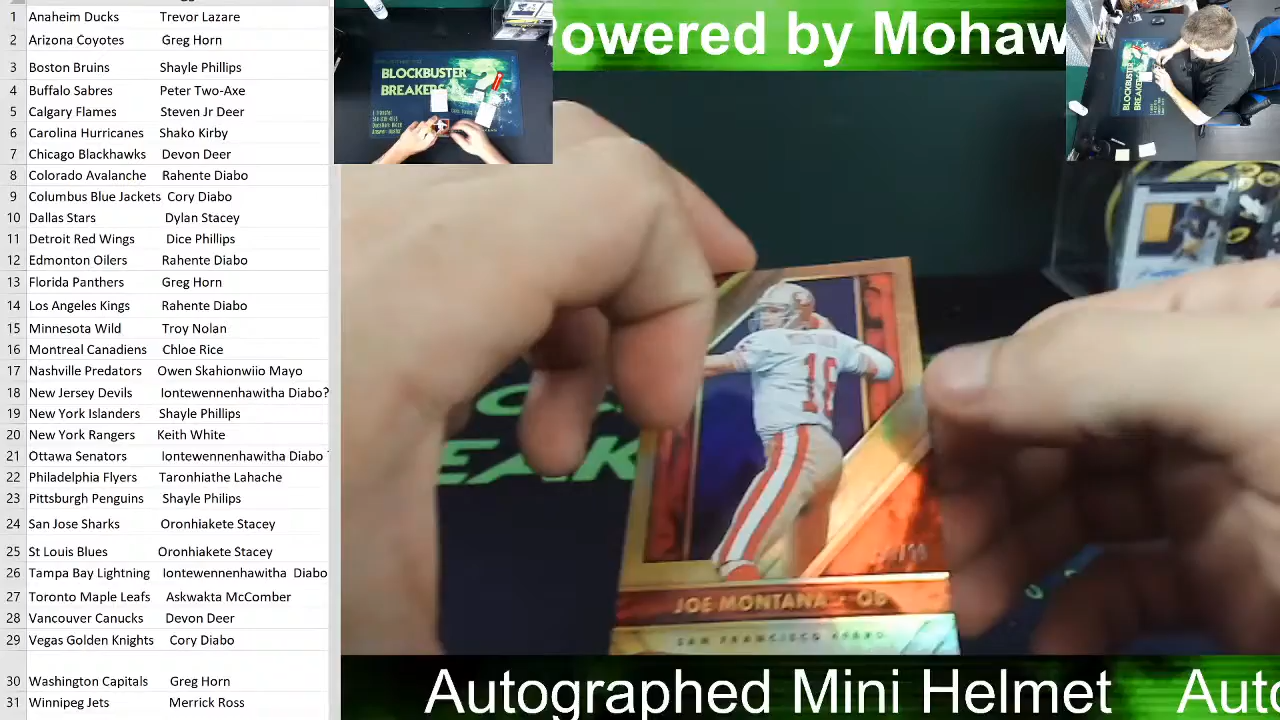 1 Anaheim Ducks Trevor Lazare
2 Arizona Coyotes Greg Horn
3 Boston Bruins Shayle Phillips
4 Buffalo Sabres Peter Two-Axe
5 Calgary Flames Steven Jr Deer
6 Carolina Hurricanes Shako Kirby
7 Chicago Blackhawks Devon Deer
8 Colorado Avalanche Rahente Diabo
9 Columbus Blue Jackets Cory Diabo
10 Dallas Stars Dylan Stacey
11 Detroit Red Wings Dice Phillips
12 Edmonton Oilers Rahente Diabo
13 Florida Panthers Greg Horn
14 Los Angeles Kings Rahente Diabo
15 Minnesota Wild Troy Nolan
16 Montreal Canadiens Chloe Rice
17 Nashville Predators Owen Skahionwiio Mayo
18 New Jersey Devils Iontewennenhawitha Diabo?
19 New York Islanders Shayle Phillips
20 New York Rangers Keith White
21 Ottawa Senators Iontewennenhawitha Diabo
22 Philadelphia Flyers Taronhiathe Lahache
23 Pittsburgh Penguins Shayle Philips
24 San Jose Sharks Oronhiakete Stacey
25 St Louis Blues Oronhiakete Stacey
26 Tampa Bay Lightning Iontewennenhawitha Diabo
27 Toronto Maple Leafs Askwakta McComber
28 Vancouver Canucks Devon Deer
29 Vegas Golden Knights Cory Diabo
30 Washington Capitals Greg Horn
31 Winnipeg Jets Merrick Ross
owered by Mohaw
BLOCKBUSTER
BREAKERS
BLOCKBUSTER
BREAKERS
EAK
16
JOE MONTANA - QB
SAN FRANCISCO 49ERS
Autographed Mini Helmet Auto